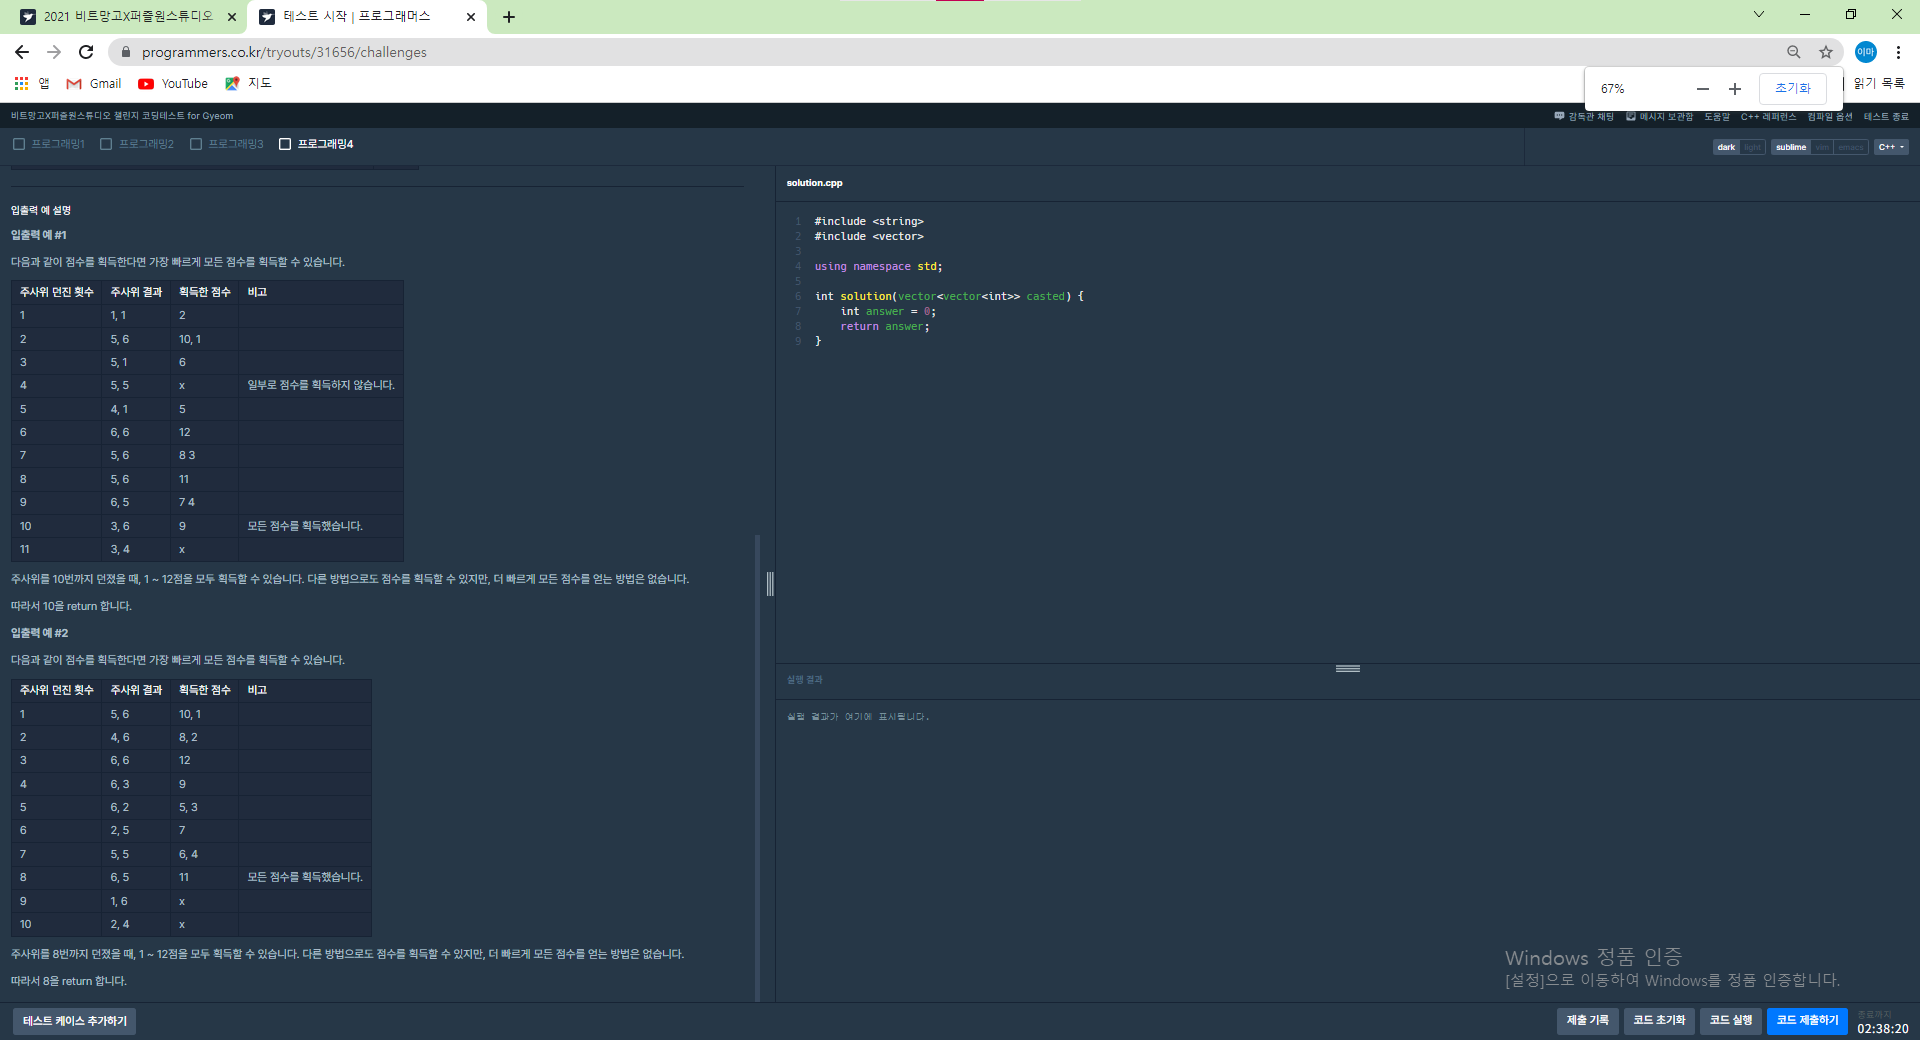 2021 비트망고X퍼즐원스튜디오
테스트 시작 | 프로그래머스
programmers.co.kr/tryouts/31656/challenges
이마
앱 Gmail YouTube 지도
읽기 목록
67% 초기화
비트망고X퍼즐원스튜디오 챌린지 코딩테스트 for Gyeom
감독관 채팅 메시지 보관함 도움말 C++ 레퍼런스 컴파일 옵션 테스트 종료
프로그래밍1 프로그래밍2 프로그래밍3 프로그래밍4
dark light sublime vim emacs C++
입출력 예 설명
입출력 예 #1
다음과 같이 점수를 획득한다면 가장 빠르게 모든 점수를 획득할 수 있습니다.
주사위 던진 횟수 주사위 결과 획득한 점수 비고
1 1, 1 2
2 5, 6 10, 1
3 5, 1 6
4 5, 5 x 일부로 점수를 획득하지 않습니다.
5 4, 1 5
6 6, 6 12
7 5, 6 8 3
8 5, 6 11
9 6, 5 7 4
10 3, 6 9 모든 점수를 획득했습니다.
11 3, 4 x
주사위를 10번까지 던졌을 때, 1 ~ 12점을 모두 획득할 수 있습니다. 다른 방법으로도 점수를 획득할 수 있지만, 더 빠르게 모든 점수를 얻는 방법은 없습니다.
따라서 10을 return 합니다.
입출력 예 #2
다음과 같이 점수를 획득한다면 가장 빠르게 모든 점수를 획득할 수 있습니다.
주사위 던진 횟수 주사위 결과 획득한 점수 비고
1 5, 6 10, 1
2 4, 6 8, 2
3 6, 6 12
4 6, 3 9
5 6, 2 5, 3
6 2, 5 7
7 5, 5 6, 4
8 6, 5 11 모든 점수를 획득했습니다.
9 1, 6 x
10 2, 4 x
주사위를 8번까지 던졌을 때, 1 ~ 12점을 모두 획득할 수 있습니다. 다른 방법으로도 점수를 획득할 수 있지만, 더 빠르게 모든 점수를 얻는 방법은 없습니다.
따라서 8을 return 합니다.
solution.cpp
1 #include <string>
2 #include <vector>
3
4 using namespace std;
5
6 int solution(vector<vector<int>> casted) {
7 int answer = 0;
8 return answer;
9 }
실행 결과
실행 결과가 여기에 표시됩니다.
Windows 정품 인증
[설정]으로 이동하여 Windows를 정품 인증합니다.
테스트 케이스 추가하기
제출 기록 코드 초기화 코드 실행 코드 제출하기
종료까지
02:38:20